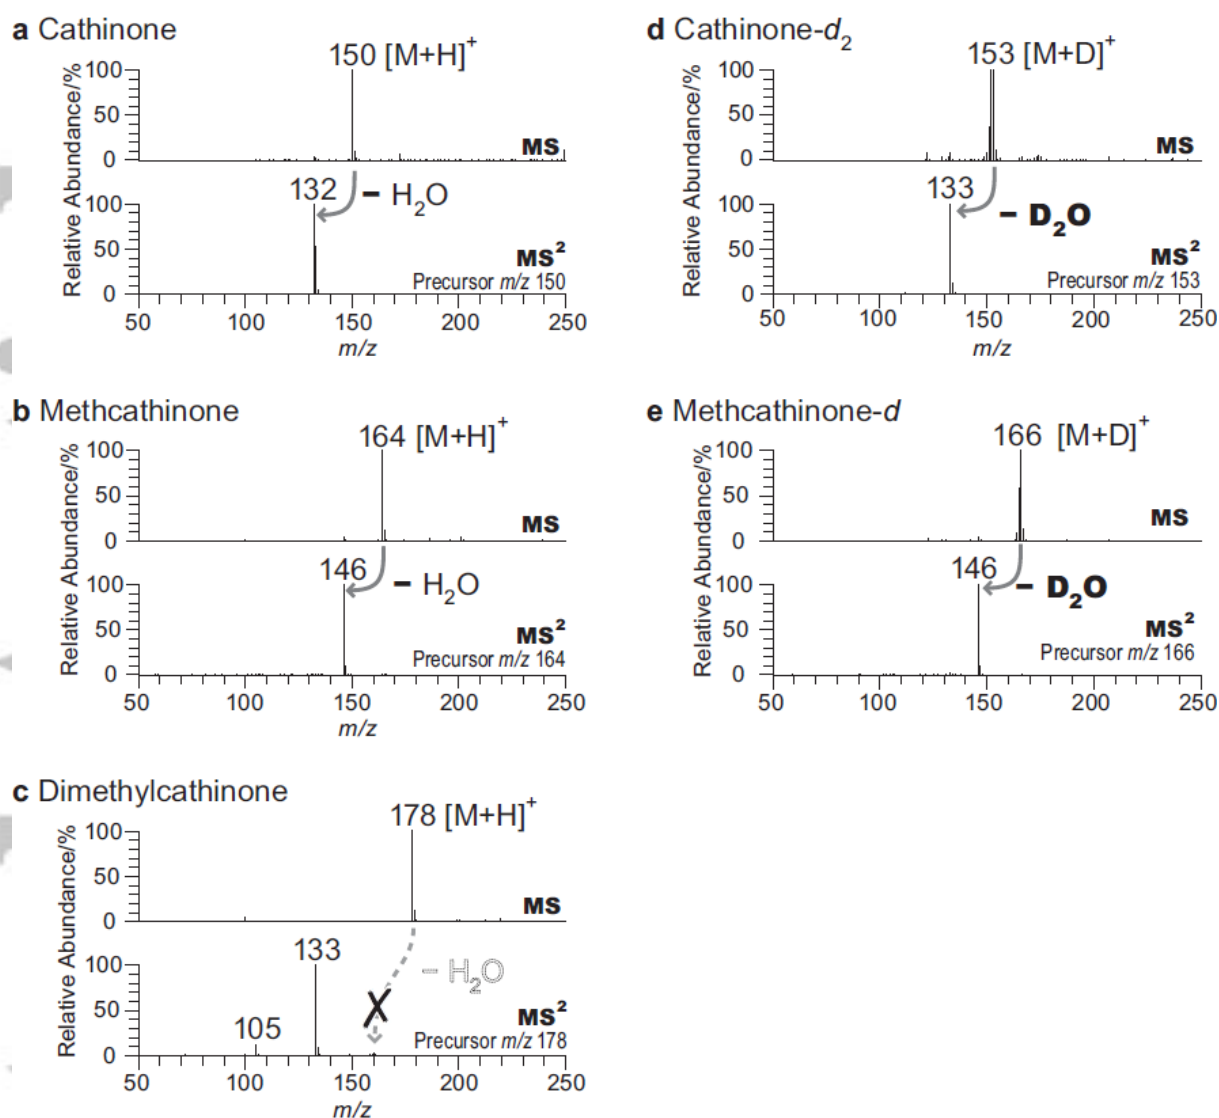 a Cathinone
150 [M+H]+
Relative Abundance/%
100
50
0
MS
132
− H2O
100
50
0
MS2
Precursor m/z 150
50 100 150 200 250
m/z
b Methcathinone
164 [M+H]+
Relative Abundance/%
100
50
0
MS
146
− H2O
100
50
0
MS2
Precursor m/z 164
50 100 150 200 250
m/z
c Dimethylcathinone
178 [M+H]+
Relative Abundance/%
100
50
0
MS
133
− H2O
100
50
0
105
MS2
Precursor m/z 178
50 100 150 200 250
m/z
d Cathinone-d2
153 [M+D]+
Relative Abundance/%
100
50
0
MS
133
− D2O
100
50
0
MS2
Precursor m/z 153
50 100 150 200 250
m/z
e Methcathinone-d
166 [M+D]+
Relative Abundance/%
100
50
0
MS
146
− D2O
100
50
0
MS2
Precursor m/z 166
50 100 150 200 250
m/z